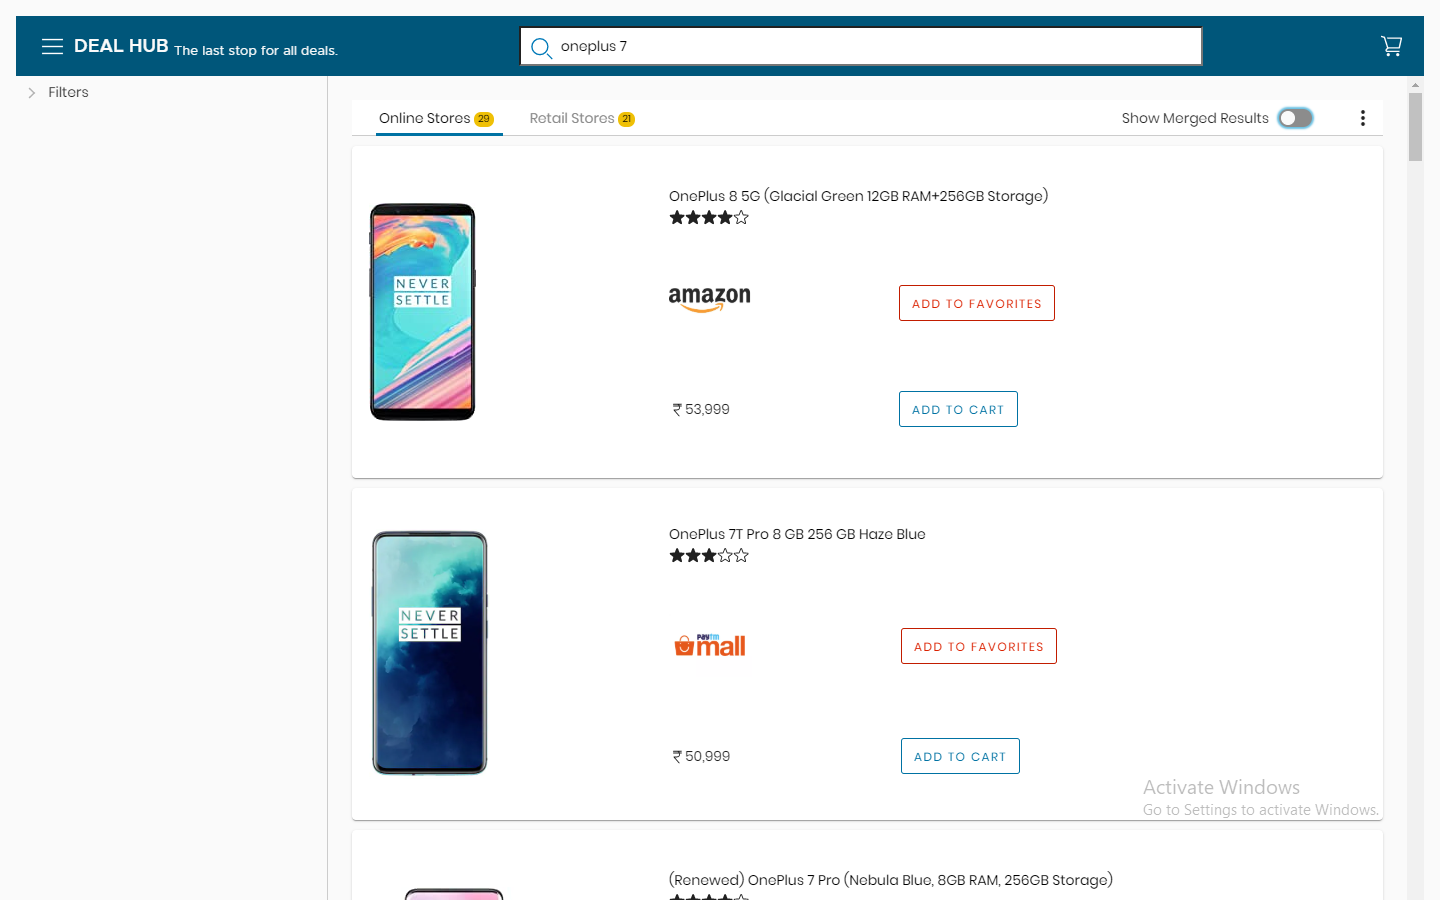 DEAL HUB The last stop for all deals.
oneplus 7
Filters
Online Stores 29
Retail Stores 21
Show Merged Results
OnePlus 8 5G (Glacial Green 12GB RAM+256GB Storage)
NEVER
SETTLE
amazon
ADD TO FAVORITES
₹ 53,999
ADD TO CART
OnePlus 7T Pro 8 GB 256 GB Haze Blue
NEVER
SETTLE
paytm
mall
ADD TO FAVORITES
₹ 50,999
ADD TO CART
Activate Windows
Go to Settings to activate Windows.
(Renewed) OnePlus 7 Pro (Nebula Blue, 8GB RAM, 256GB Storage)